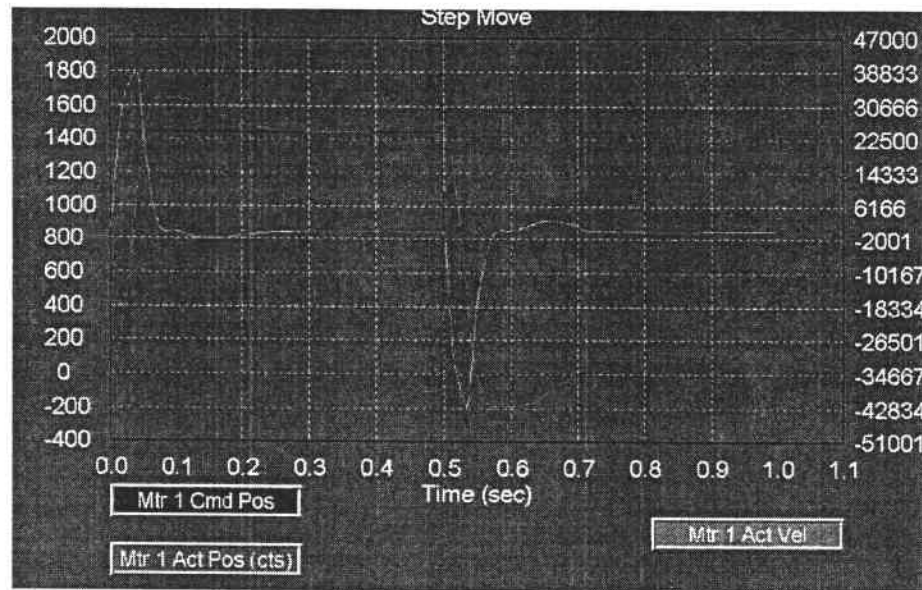 Step Move
2000 47000
1800 38833
1600 30666
1400 22500
1200 14333
1000 6166
800 -2001
600 -10167
400 -18334
200 -26501
0 -34667
-200 -42834
-400 -51001
0.0 0.1 0.2 0.3 0.4 0.5 0.6 0.7 0.8 0.9 1.0 1.1
Time (sec)
Mtr 1 Cmd Pos
Mtr 1 Act Vel
Mtr 1 Act Pos (cts)